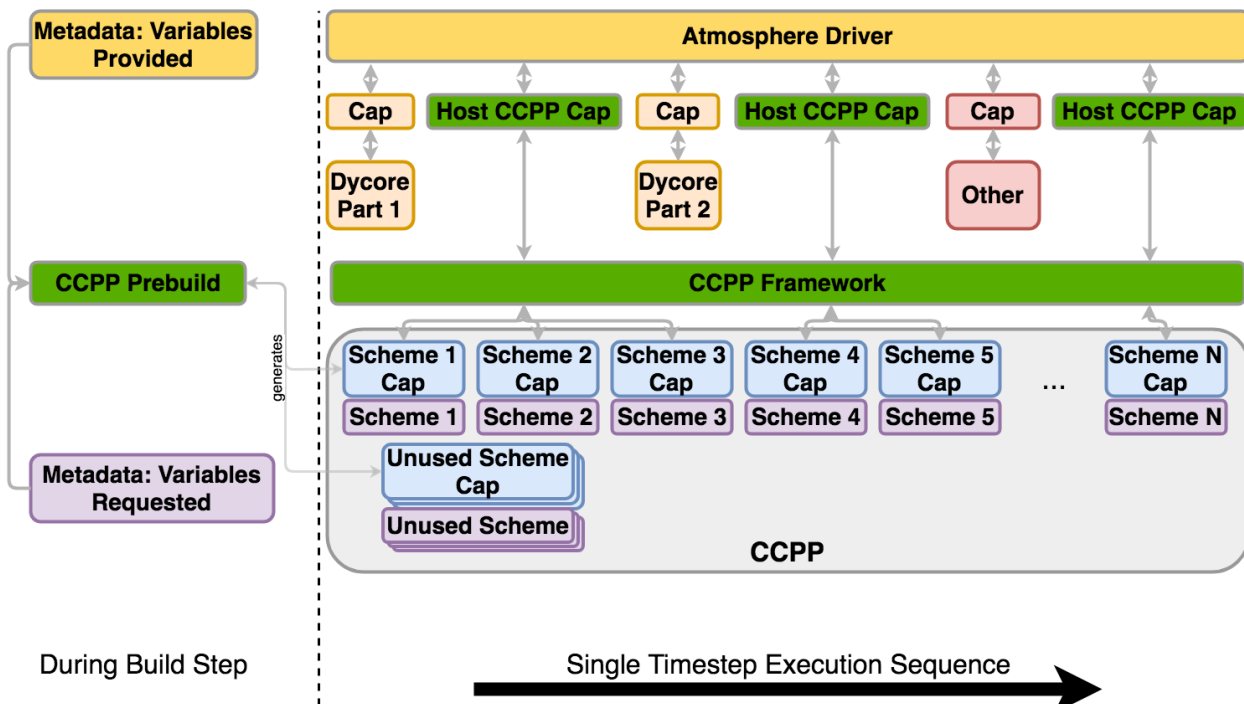 Metadata: Variables
Provided
Atmosphere Driver
Cap
Host CCPP Cap
Cap
Host CCPP Cap
Cap
Host CCPP Cap
Dycore
Part 1
Dycore
Part 2
Other
CCPP Prebuild
CCPP Framework
generates
Scheme 1
Cap
Scheme 2
Cap
Scheme 3
Cap
Scheme 4
Cap
Scheme 5
Cap
...
Scheme N
Cap
Scheme 1
Scheme 2
Scheme 3
Scheme 4
Scheme 5
Scheme N
Metadata: Variables
Requested
Unused Scheme
Cap
Unused Scheme
CCPP
During Build Step
Single Timestep Execution Sequence